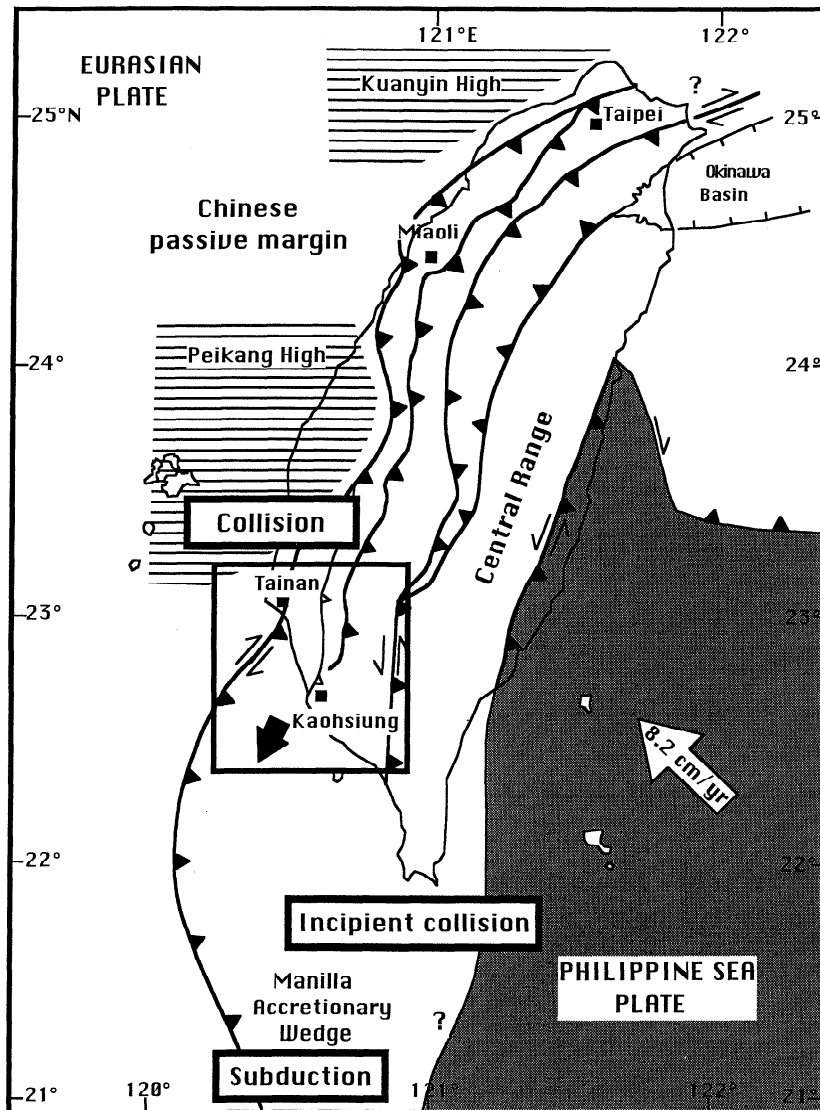 121°E
122°
EURASIAN
PLATE
Kuanyin High
?
25°N
Taipei
25°
Okinawa
Basin
Chinese
passive margin
Miaoli
Peikang High
24°
24°
Central Range
Collision
Tainan
23°
23°
Kaohsiung
8.2 cm/yr
22°
22°
Incipient collision
PHILIPPINE SEA
PLATE
Manilla
Accretionary
Wedge
?
Subduction
120°
121°
122°
21°
21°